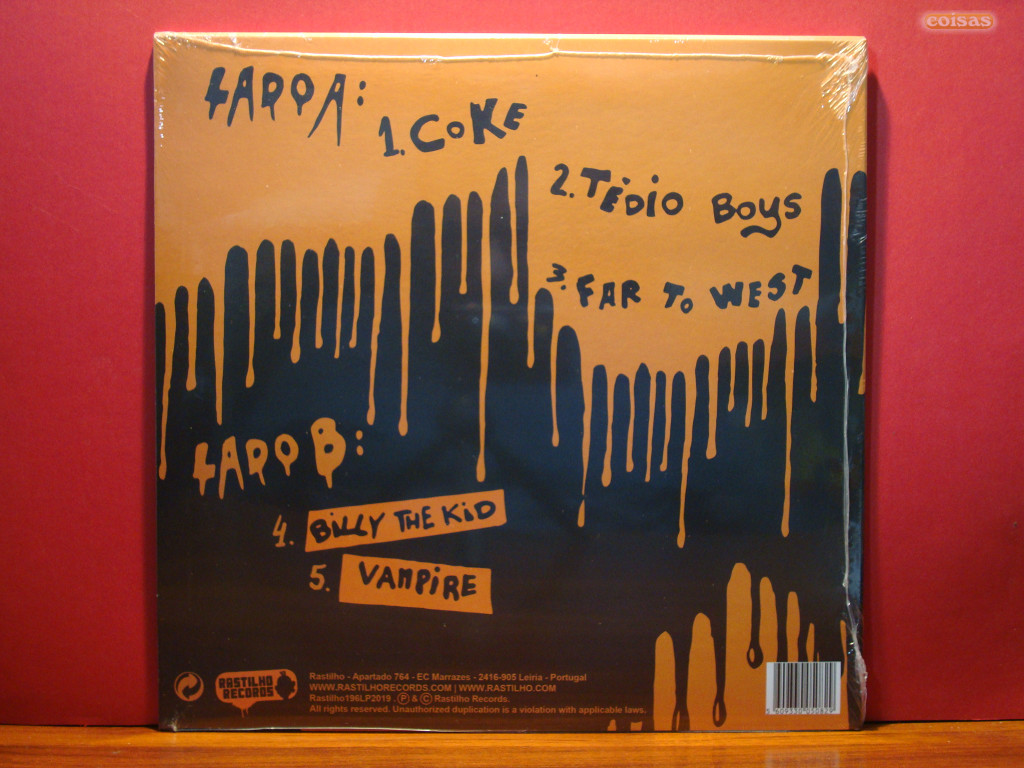 coisas
LADO A:
1. COKE
2. TÉDIO BOYS
3. FAR TO WEST
LADO B:
4. BILLY THE KID
5. VAMPIRE
RASTILHO
RECORDS
Rastilho - Apartado 764 - EC Marrazes - 2416-905 Leiria - Portugal
WWW.RASTILHORECORDS.COM | WWW.RASTILHO.COM
Rastilho196LP2019 . Ⓟ & © Rastilho Records.
All rights reserved. Unauthorized duplication is a violation with applicable laws.